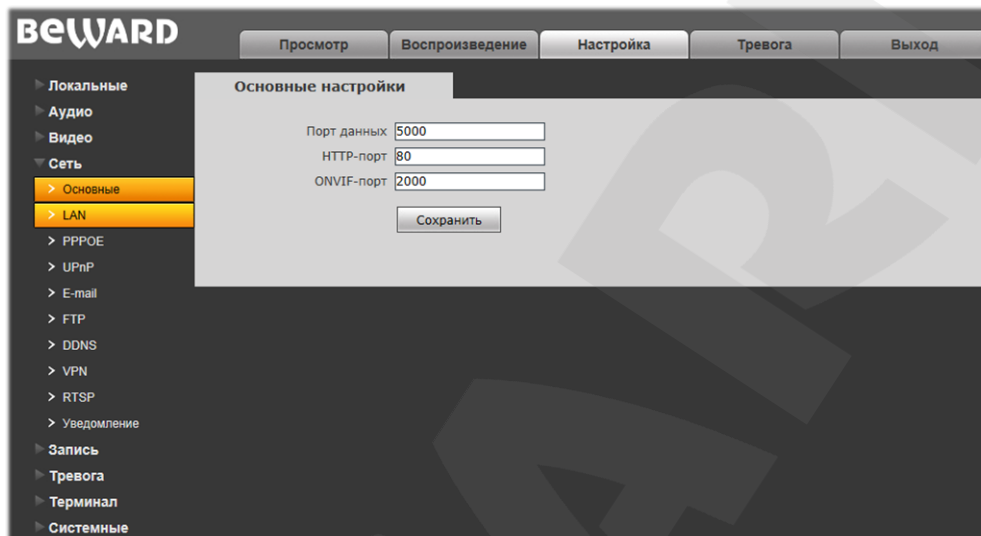 BEWARD
Просмотр
Воспроизведение
Настройка
Тревога
Выход
Локальные
Аудио
Видео
Сеть
> Основные
> LAN
> PPPOE
> UPnP
> E-mail
> FTP
> DDNS
> VPN
> RTSP
> Уведомление
Запись
Тревога
Терминал
Системные
Основные настройки
Порт данных 5000
HTTP-порт 80
ONVIF-порт 2000
Сохранить